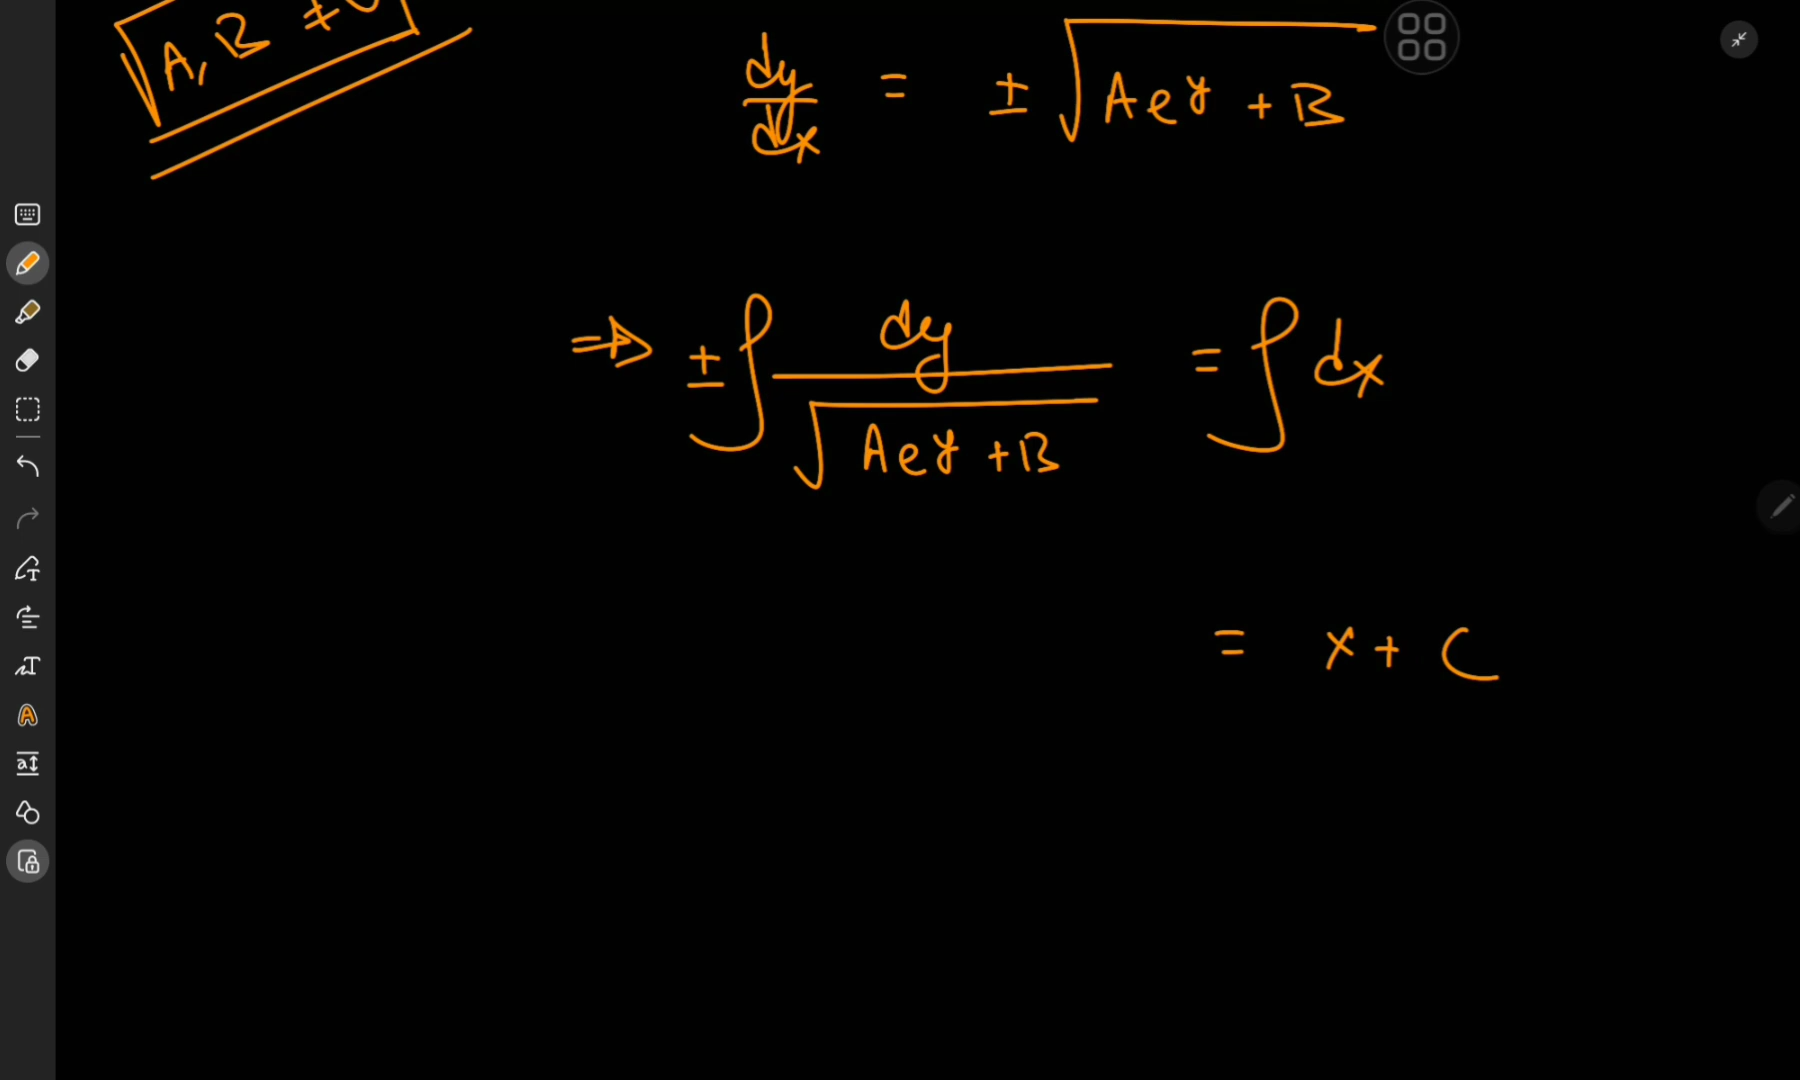 A, B ≠ 0
dy/dx = ± √(Ae^y + B)
⇒ ± ∫ dy/√(Ae^y + B) = ∫ dx
= x + C